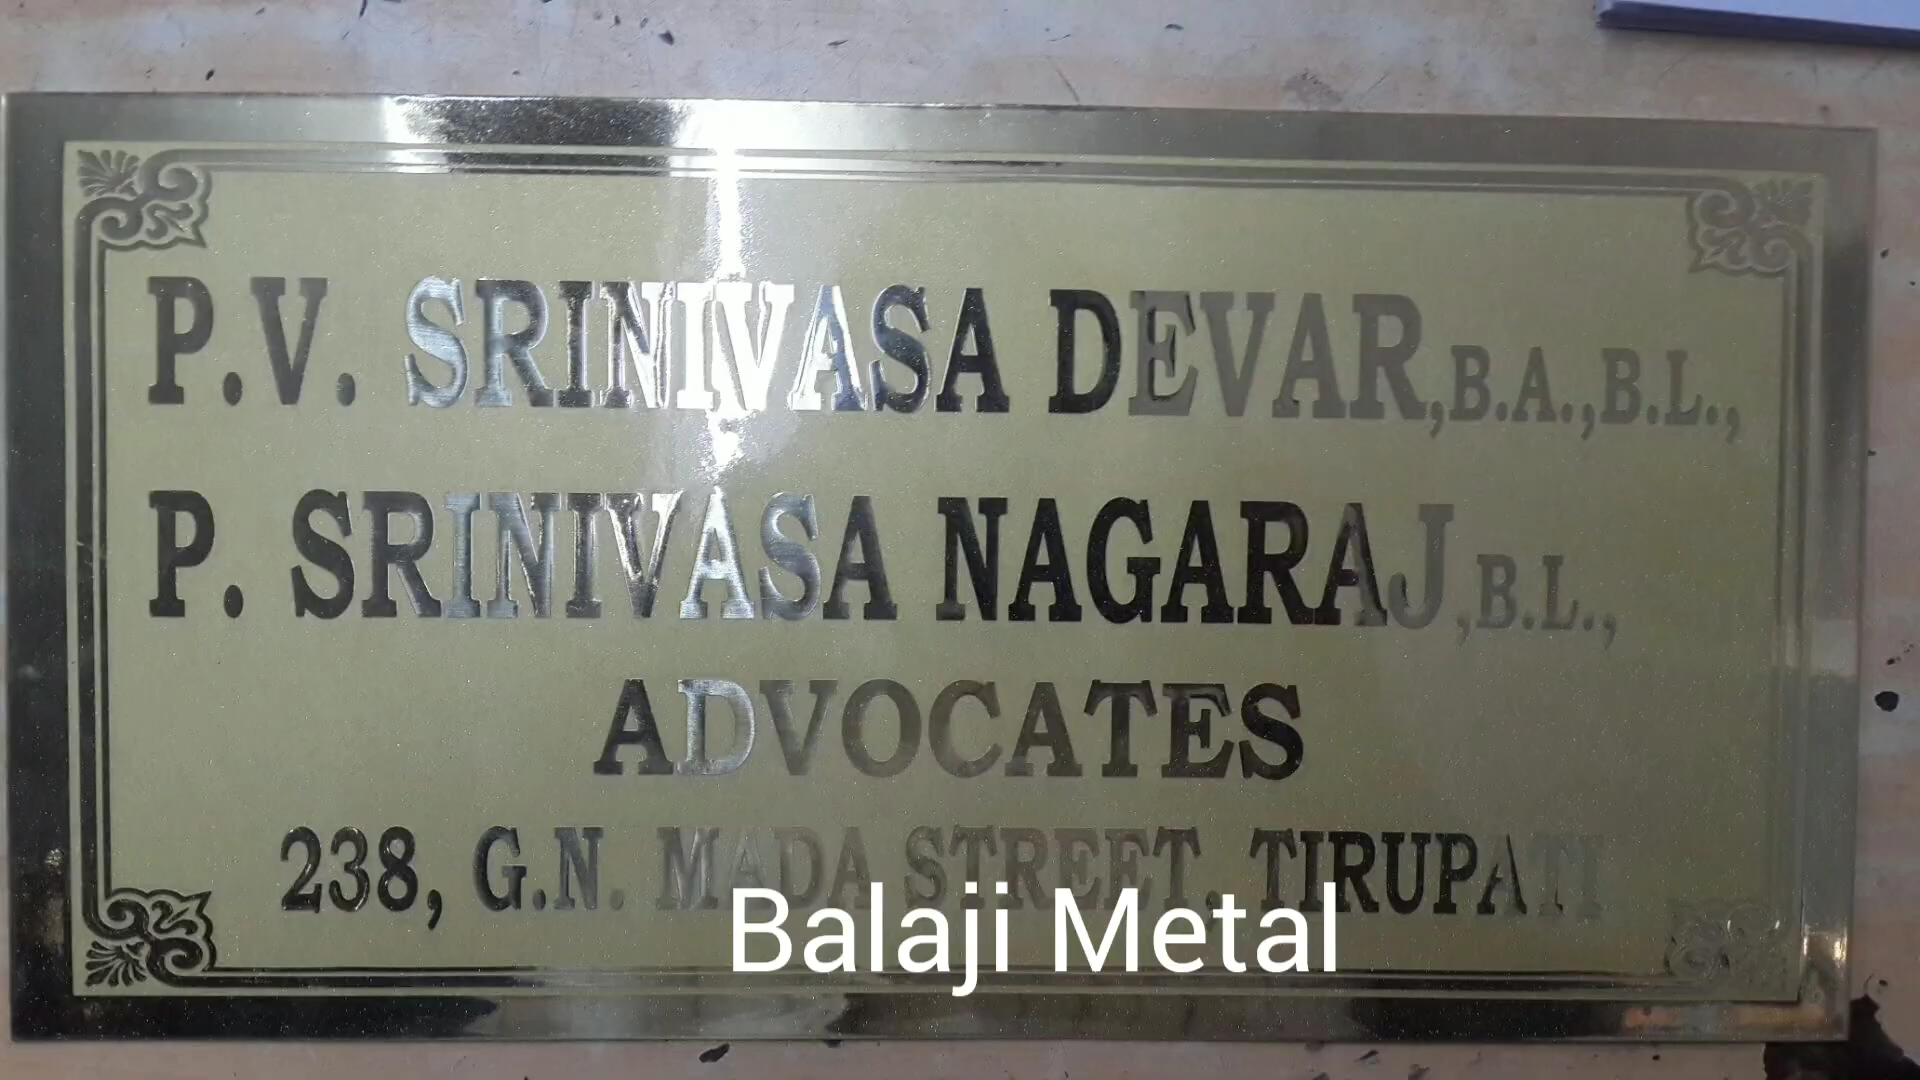 P.V. SRINIVASA DEVAR,B.A.,B.L.,
P. SRINIVASA NAGARAJ,B.L.,
ADVOCATES
238, G.N. MADA STREET, TIRUPATI
Balaji Metal